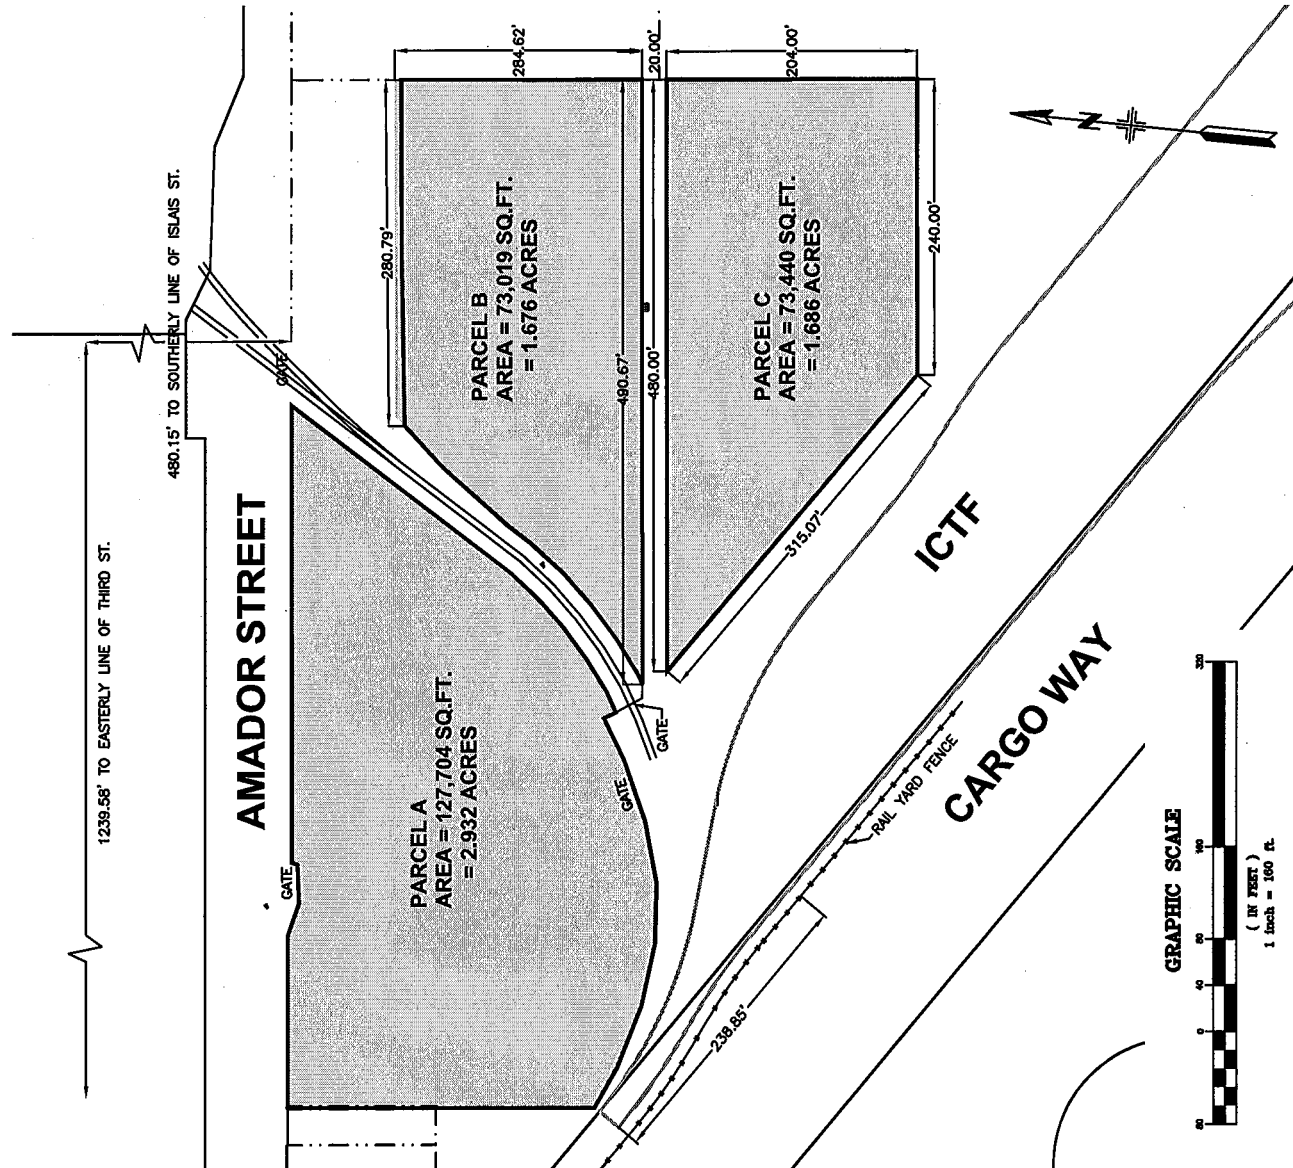 1239.58' TO EASTERLY LINE OF THIRD ST.
480.15' TO SOUTHERLY LINE OF ISLAIS ST.
AMADOR STREET
GATE
GATE
PARCEL A
AREA = 127,704 SQ.FT.
= 2.932 ACRES
GATE
GATE
280.79'
284.62'
PARCEL B
AREA = 73,019 SQ.FT.
= 1.676 ACRES
490.67'
20.00'
480.00'
204.00'
PARCEL C
AREA = 73,440 SQ.FT.
= 1.686 ACRES
240.00'
315.07'
N
ICTF
CARGO WAY
RAIL YARD FENCE
238.85'
GRAPHIC SCALE
80
0
40
80
160
320
( IN FEET )
1 inch = 160 ft.